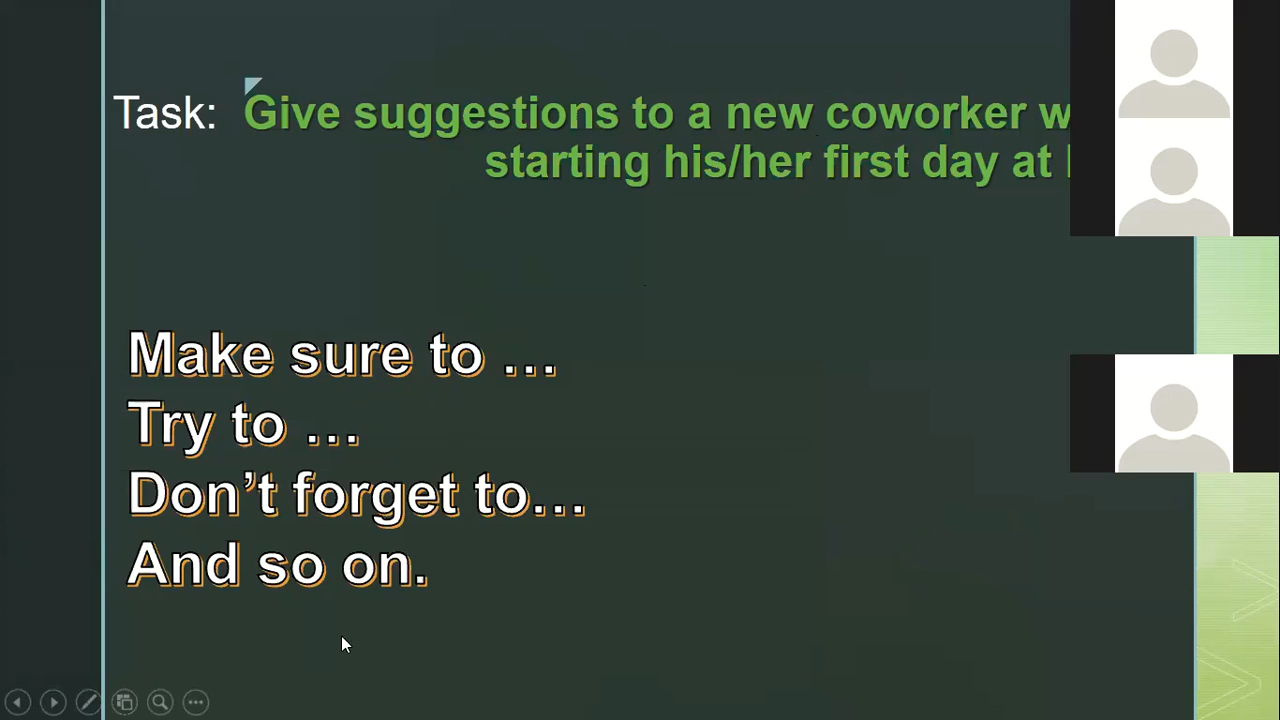 Task: Give suggestions to a new coworker
starting his/her first day at
Make sure to …
Try to …
Don’t forget to…
And so on.